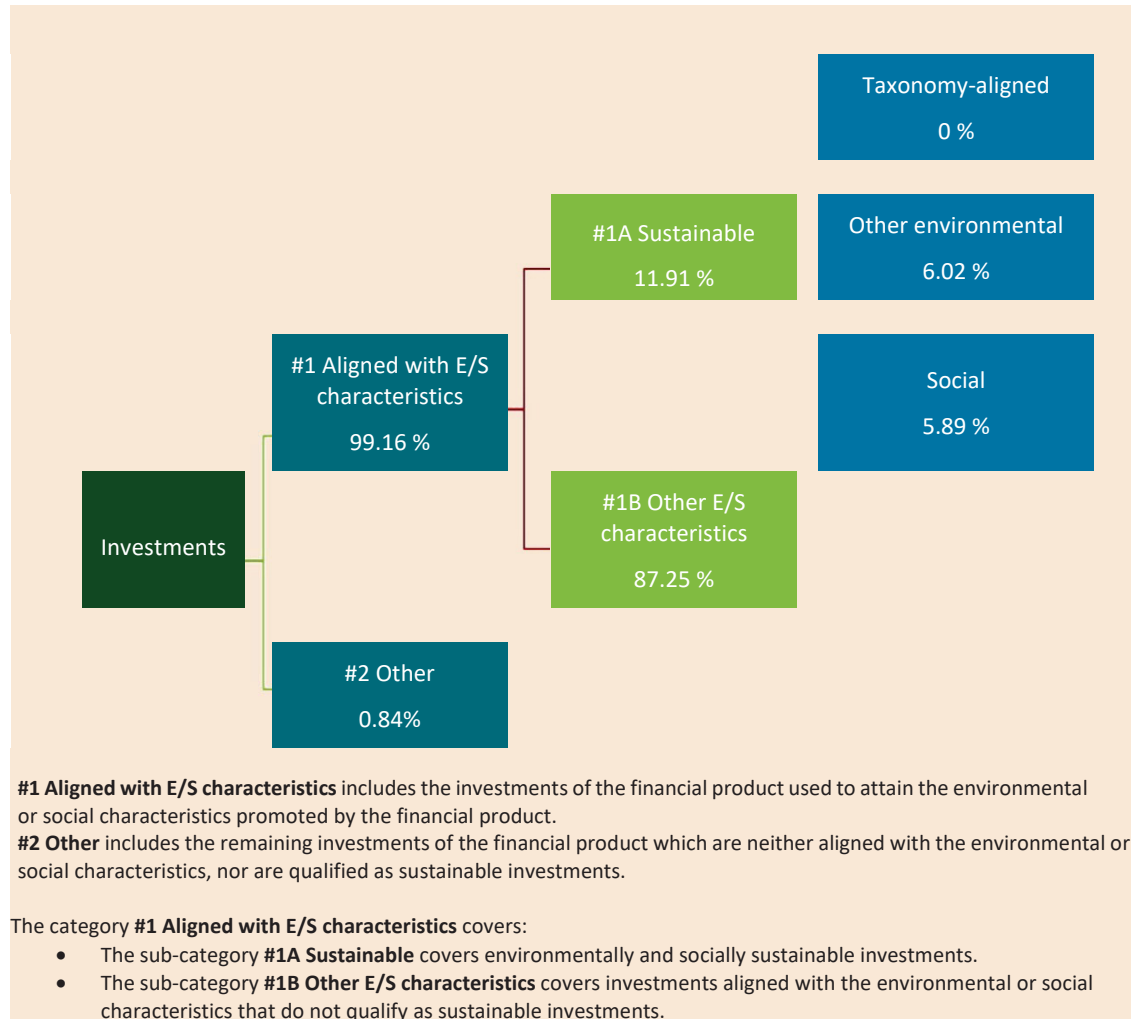 Taxonomy-aligned
0 %
#1A Sustainable
11.91 %
Other environmental
6.02 %
#1 Aligned with E/S
characteristics
99.16 %
Social
5.89 %
Investments
#1B Other E/S
characteristics
87.25 %
#2 Other
0.84%
#1 Aligned with E/S characteristics includes the investments of the financial product used to attain the environmental
or social characteristics promoted by the financial product.
#2 Other includes the remaining investments of the financial product which are neither aligned with the environmental or
social characteristics, nor are qualified as sustainable investments.
The category #1 Aligned with E/S characteristics covers:
• The sub-category #1A Sustainable covers environmentally and socially sustainable investments.
• The sub-category #1B Other E/S characteristics covers investments aligned with the environmental or social
characteristics that do not qualify as sustainable investments.